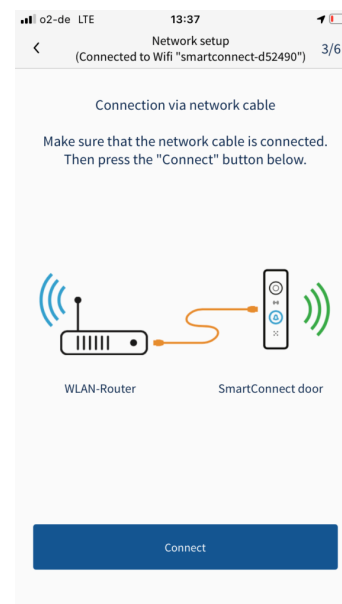 o2-de LTE 13:37
Network setup
(Connected to Wifi "smartconnect-d52490")
3/6
Connection via network cable
Make sure that the network cable is connected.
Then press the "Connect" button below.
WLAN-Router
SmartConnect door
Connect